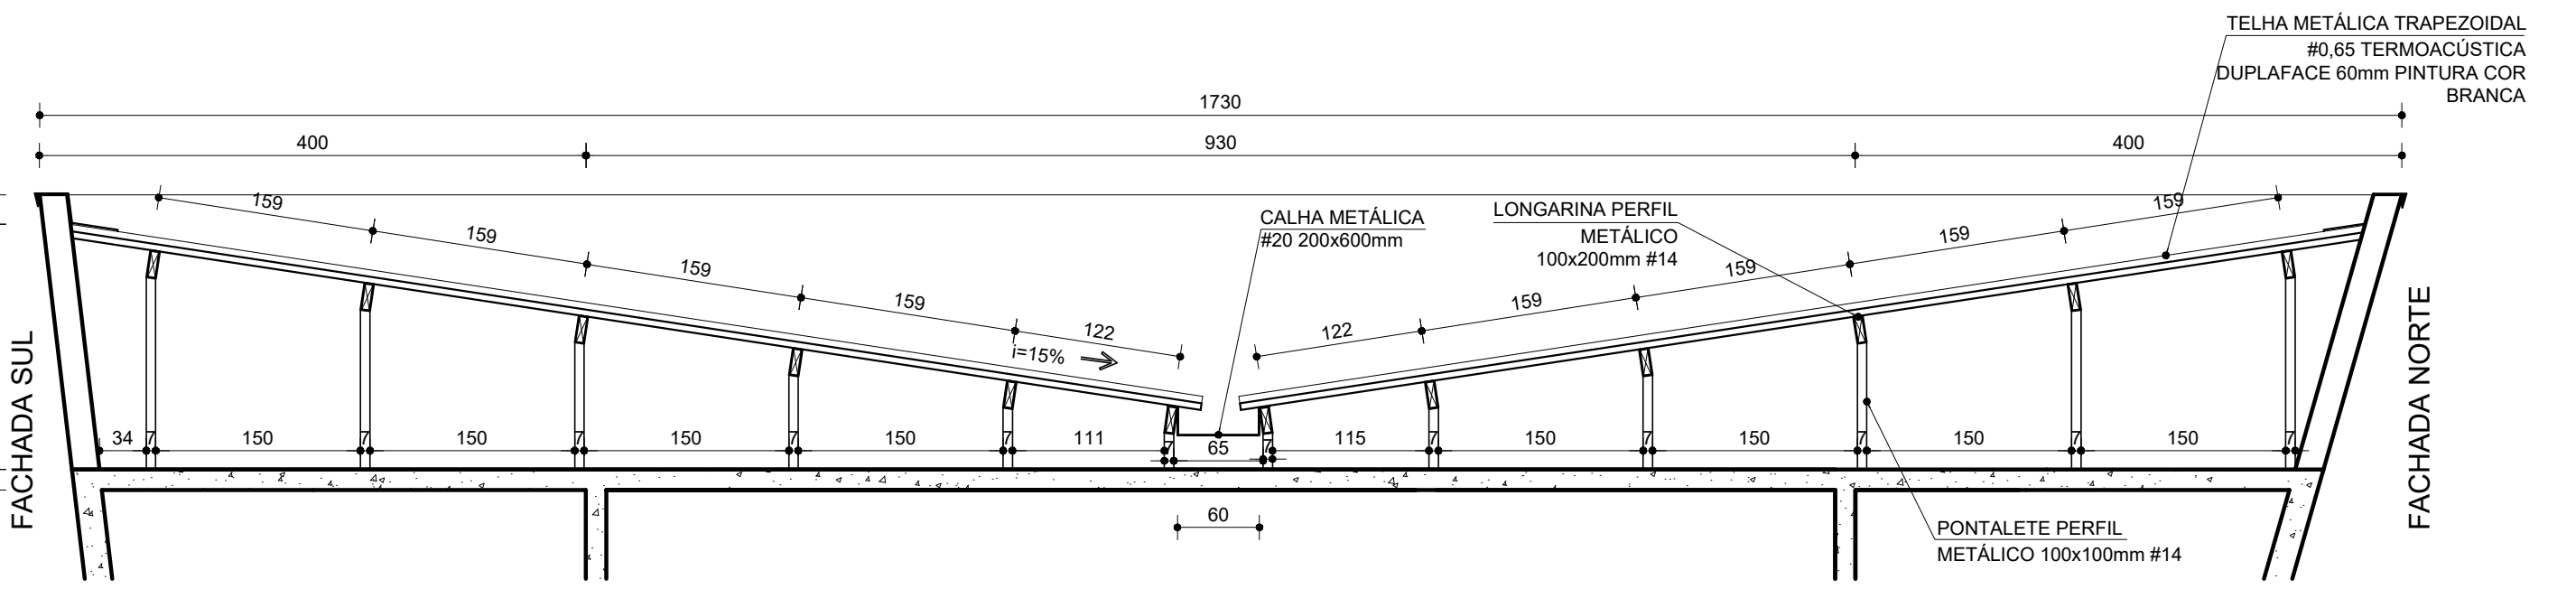 TELHA METÁLICA TRAPEZOIDAL
#0,65 TERMOACÚSTICA
DUPLAFACE 60mm PINTURA COR
BRANCA
1730
400 930 400
159 159 159 159 122
i=15%
CALHA METÁLICA
#20 200x600mm
LONGARINA PERFIL
METÁLICO
100x200mm #14
122 159 159 159 159
FACHADA SUL
FACHADA NORTE
34 7 150 7 150 7 150 7 150 7 111 7 65 7 115 7 150 7 150 7 150 7 150 7
60
PONTALETE PERFIL
METÁLICO 100x100mm #14